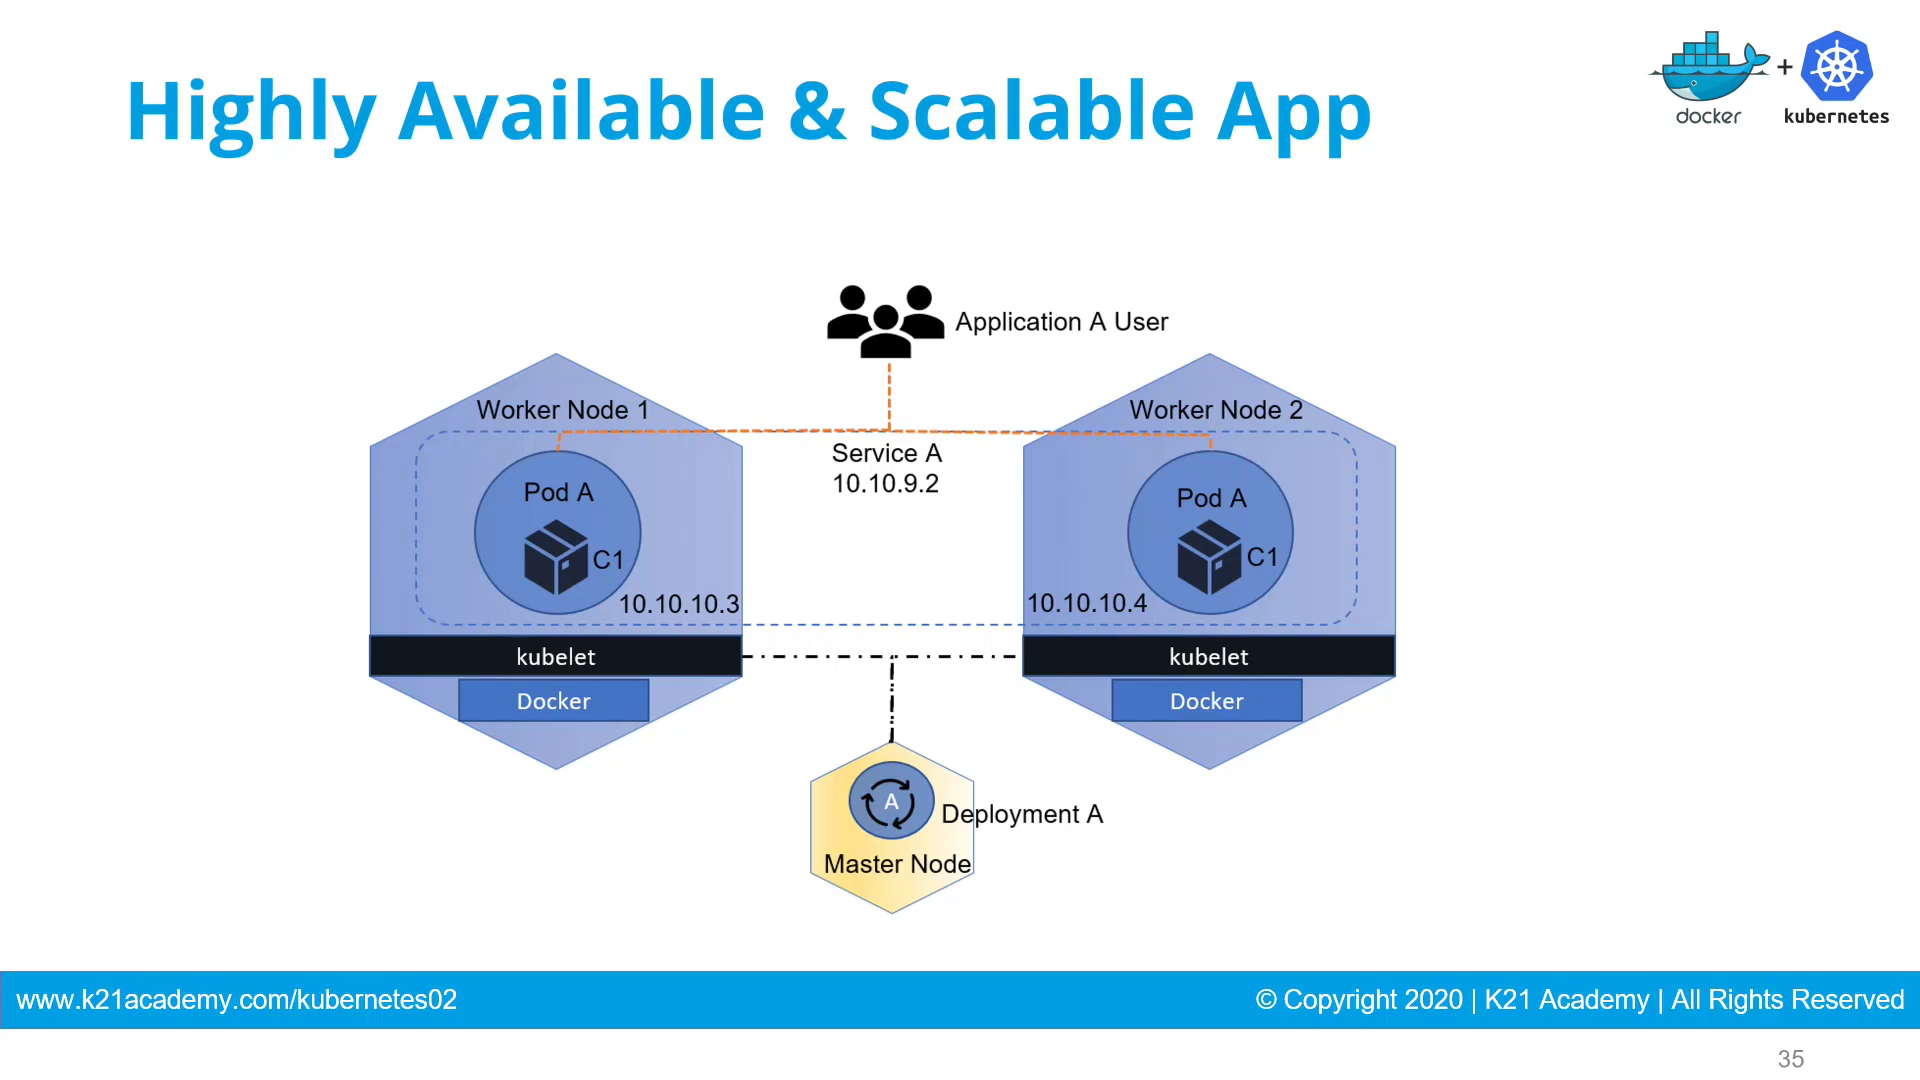 Highly Available & Scalable App
docker
+
kubernetes
Application A User
Worker Node 1
Worker Node 2
Service A
10.10.9.2
Pod A
C1
10.10.10.3
Pod A
C1
10.10.10.4
kubelet
kubelet
Docker
Docker
A
Deployment A
Master Node
www.k21academy.com/kubernetes02
© Copyright 2020 | K21 Academy | All Rights Reserved
35